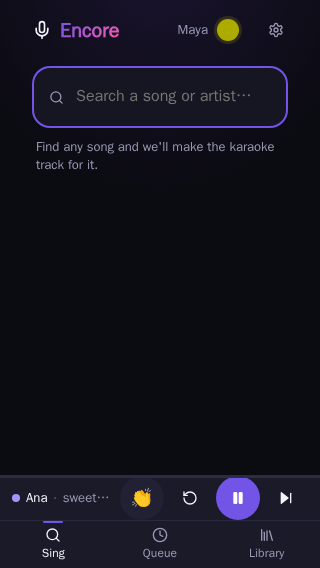 Encore
Maya
Search a song or artist···
Find any song and we'll make the karaoke
track for it.
Ana · sweet···
Sing
Queue
Library